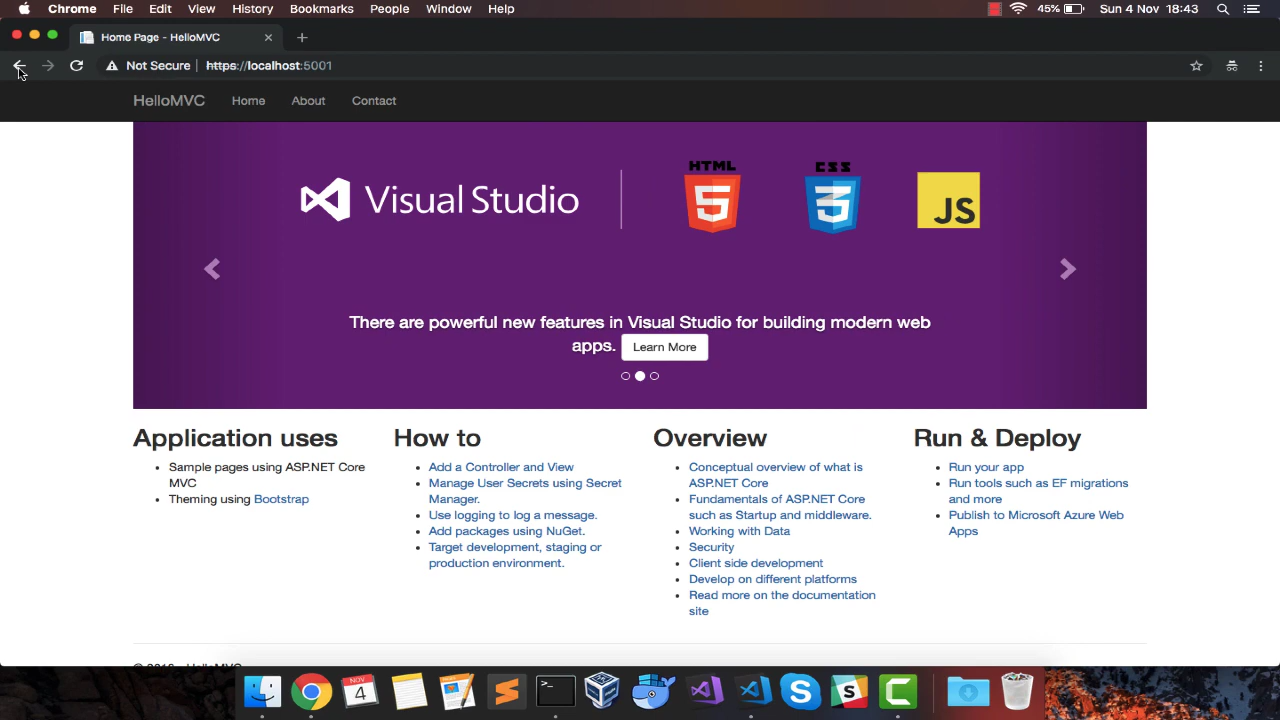 Chrome File Edit View History Bookmarks People Window Help 45% Sun 4 Nov 18:43
Home Page - HelloMVC
Not Secure | https://localhost:5001
HelloMVC Home About Contact
Visual Studio
HTML
5
CSS
3
JS
There are powerful new features in Visual Studio for building modern web
apps. Learn More
Application uses
Sample pages using ASP.NET Core
MVC
Theming using Bootstrap
How to
Add a Controller and View
Manage User Secrets using Secret
Manager.
Use logging to log a message.
Add packages using NuGet.
Target development, staging or
production environment.
Overview
Conceptual overview of what is
ASP.NET Core
Fundamentals of ASP.NET Core
such as Startup and middleware.
Working with Data
Security
Client side development
Develop on different platforms
Read more on the documentation
site
Run & Deploy
Run your app
Run tools such as EF migrations
and more
Publish to Microsoft Azure Web
Apps
HelloMVC
NOV
4